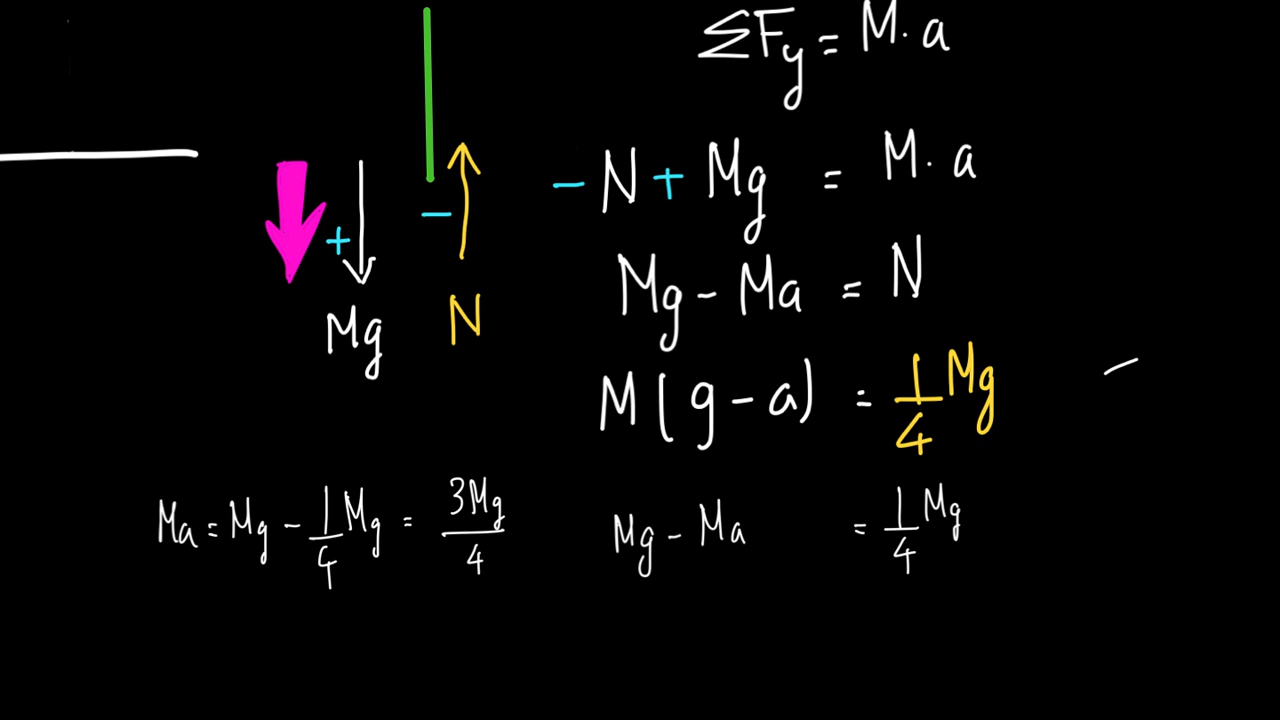 ΣFy = M. a
- N + Mg = M. a
+ -
Mg - Ma = N
Mg N
M(g - a) = 1/4 Mg
Ma = Mg - 1/4 Mg = 3Mg/4
Mg - Ma = 1/4 Mg